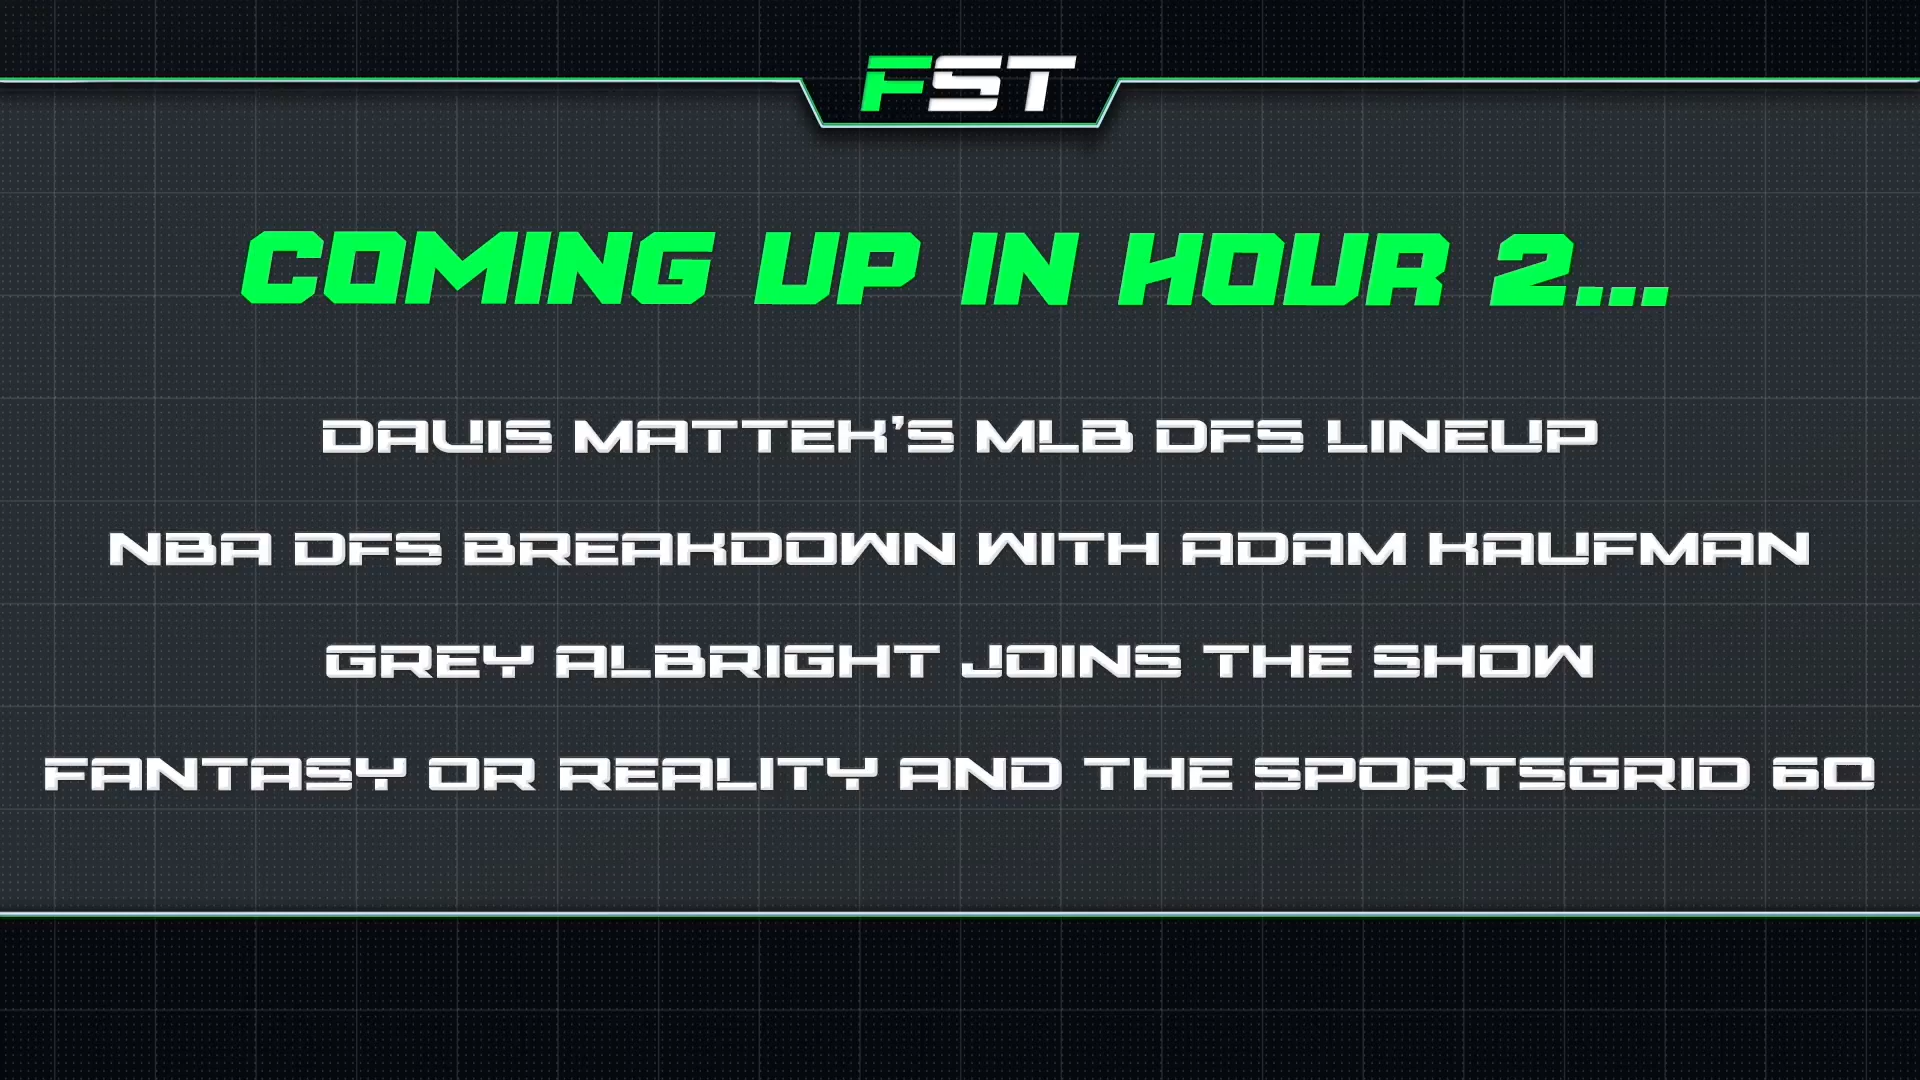 FST
COMING UP IN HOUR 2...
DAVIS MATTEK'S MLB DFS LINEUP
NBA DFS BREAKDOWN WITH ADAM KAUFMAN
GREY ALBRIGHT JOINS THE SHOW
FANTASY OR REALITY AND THE SPORTSGRID 60